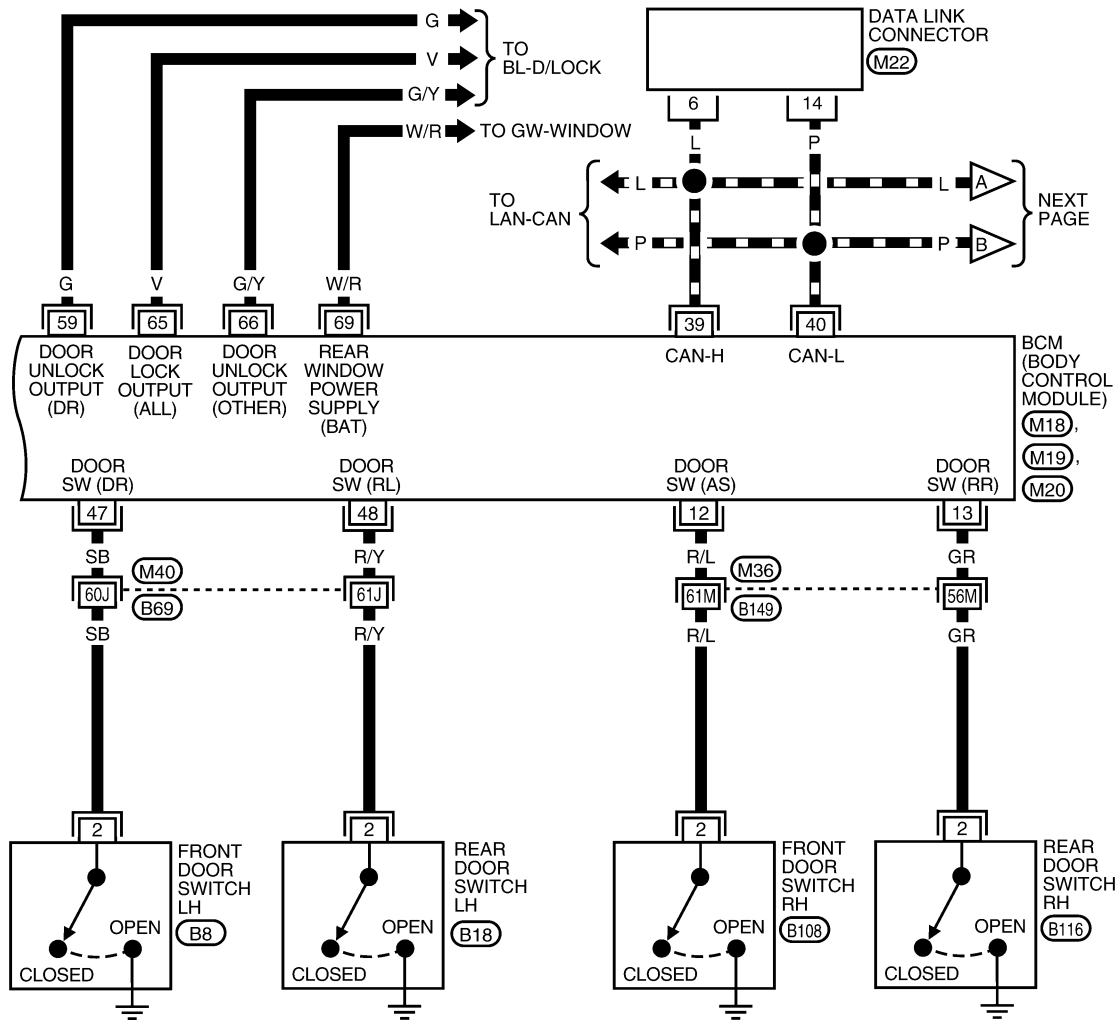 G
V
G/Y
W/R
TO
BL-D/LOCK
TO GW-WINDOW
DATA LINK
CONNECTOR
M22
6
14
L
P
TO
LAN-CAN
L
L
A
P
P
B
NEXT
PAGE
G
V
G/Y
W/R
59
65
66
69
39
40
DOOR
UNLOCK
OUTPUT
(DR)
DOOR
LOCK
OUTPUT
(ALL)
DOOR
UNLOCK
OUTPUT
(OTHER)
REAR
WINDOW
POWER
SUPPLY
(BAT)
CAN-H
CAN-L
BCM
(BODY
CONTROL
MODULE)
M18,
M19,
M20
DOOR
SW (DR)
DOOR
SW (RL)
DOOR
SW (AS)
DOOR
SW (RR)
47
48
12
13
SB
R/Y
R/L
GR
M40
M36
60J
61J
61M
56M
B69
B149
SB
R/Y
R/L
GR
2
2
2
2
FRONT
DOOR
SWITCH
LH
B8
OPEN
CLOSED
REAR
DOOR
SWITCH
LH
B18
OPEN
CLOSED
FRONT
DOOR
SWITCH
RH
B108
OPEN
CLOSED
REAR
DOOR
SWITCH
RH
B116
OPEN
CLOSED